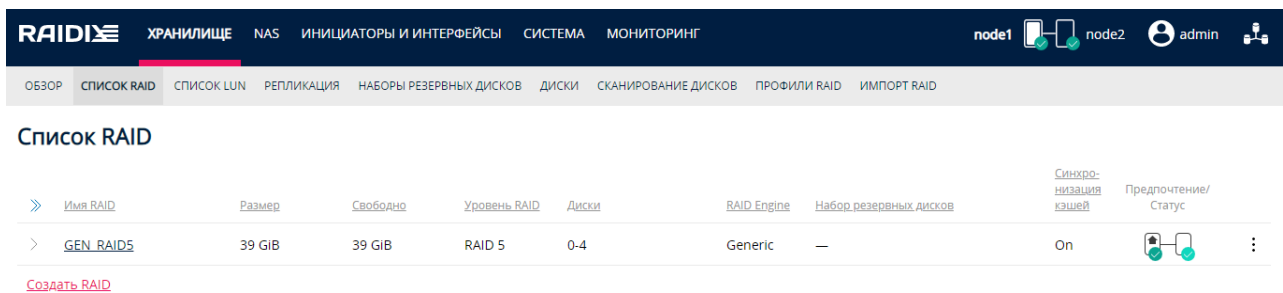 RAIDIX ХРАНИЛИЩЕ NAS ИНИЦИАТОРЫ И ИНТЕРФЕЙСЫ СИСТЕМА МОНИТОРИНГ node1 node2 admin
ОБЗОР СПИСОК RAID СПИСОК LUN РЕПЛИКАЦИЯ НАБОРЫ РЕЗЕРВНЫХ ДИСКОВ ДИСКИ СКАНИРОВАНИЕ ДИСКОВ ПРОФИЛИ RAID ИМПОРТ RAID
Список RAID
Имя RAID Размер Свободно Уровень RAID Диски RAID Engine Набор резервных дисков Синхро-
низация
кэшей Предпочтение/
Статус
GEN_RAID5 39 GiB 39 GiB RAID 5 0-4 Generic — On
Создать RAID